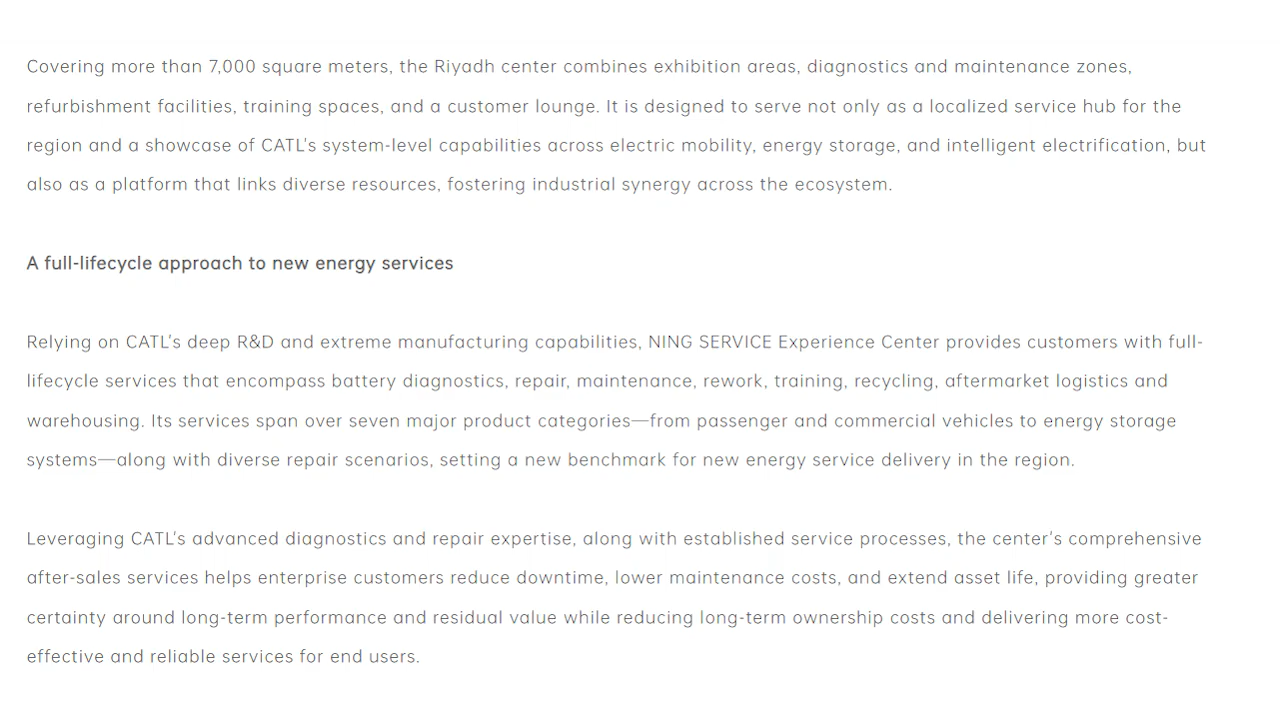 Covering more than 7,000 square meters, the Riyadh center combines exhibition areas, diagnostics and maintenance zones,
refurbishment facilities, training spaces, and a customer lounge. It is designed to serve not only as a localized service hub for the
region and a showcase of CATL's system-level capabilities across electric mobility, energy storage, and intelligent electrification, but
also as a platform that links diverse resources, fostering industrial synergy across the ecosystem.
A full-lifecycle approach to new energy services
Relying on CATL's deep R&D and extreme manufacturing capabilities, NING SERVICE Experience Center provides customers with full-
lifecycle services that encompass battery diagnostics, repair, maintenance, rework, training, recycling, aftermarket logistics and
warehousing. Its services span over seven major product categories—from passenger and commercial vehicles to energy storage
systems—along with diverse repair scenarios, setting a new benchmark for new energy service delivery in the region.
Leveraging CATL's advanced diagnostics and repair expertise, along with established service processes, the center's comprehensive
after-sales services helps enterprise customers reduce downtime, lower maintenance costs, and extend asset life, providing greater
certainty around long-term performance and residual value while reducing long-term ownership costs and delivering more cost-
effective and reliable services for end users.